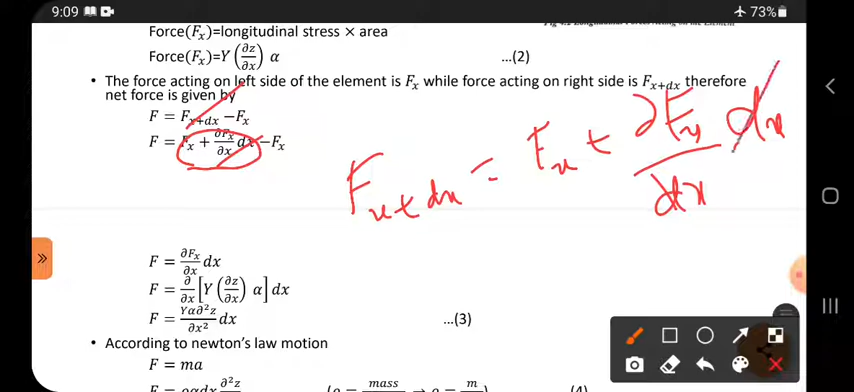 9:09
73%
Force(Fₓ)=longitudinal stress × area
Force(Fₓ)=Y (∂z/∂x) α ...(2)
• The force acting on left side of the element is Fₓ while force acting on right side is Fₓ₊dₓ therefore
net force is given by
F = Fₓ₊dₓ −Fₓ
F = Fₓ + ∂Fₓ/∂x dx −Fₓ
Fₓ₊dₓ = Fₓ + ∂Fₓ/∂x dx
F = ∂Fₓ/∂x dx
F = ∂/∂x [Y (∂z/∂x) α] dx
F = Yα∂²z/∂x² dx ...(3)
• According to newton's law motion
F = ma